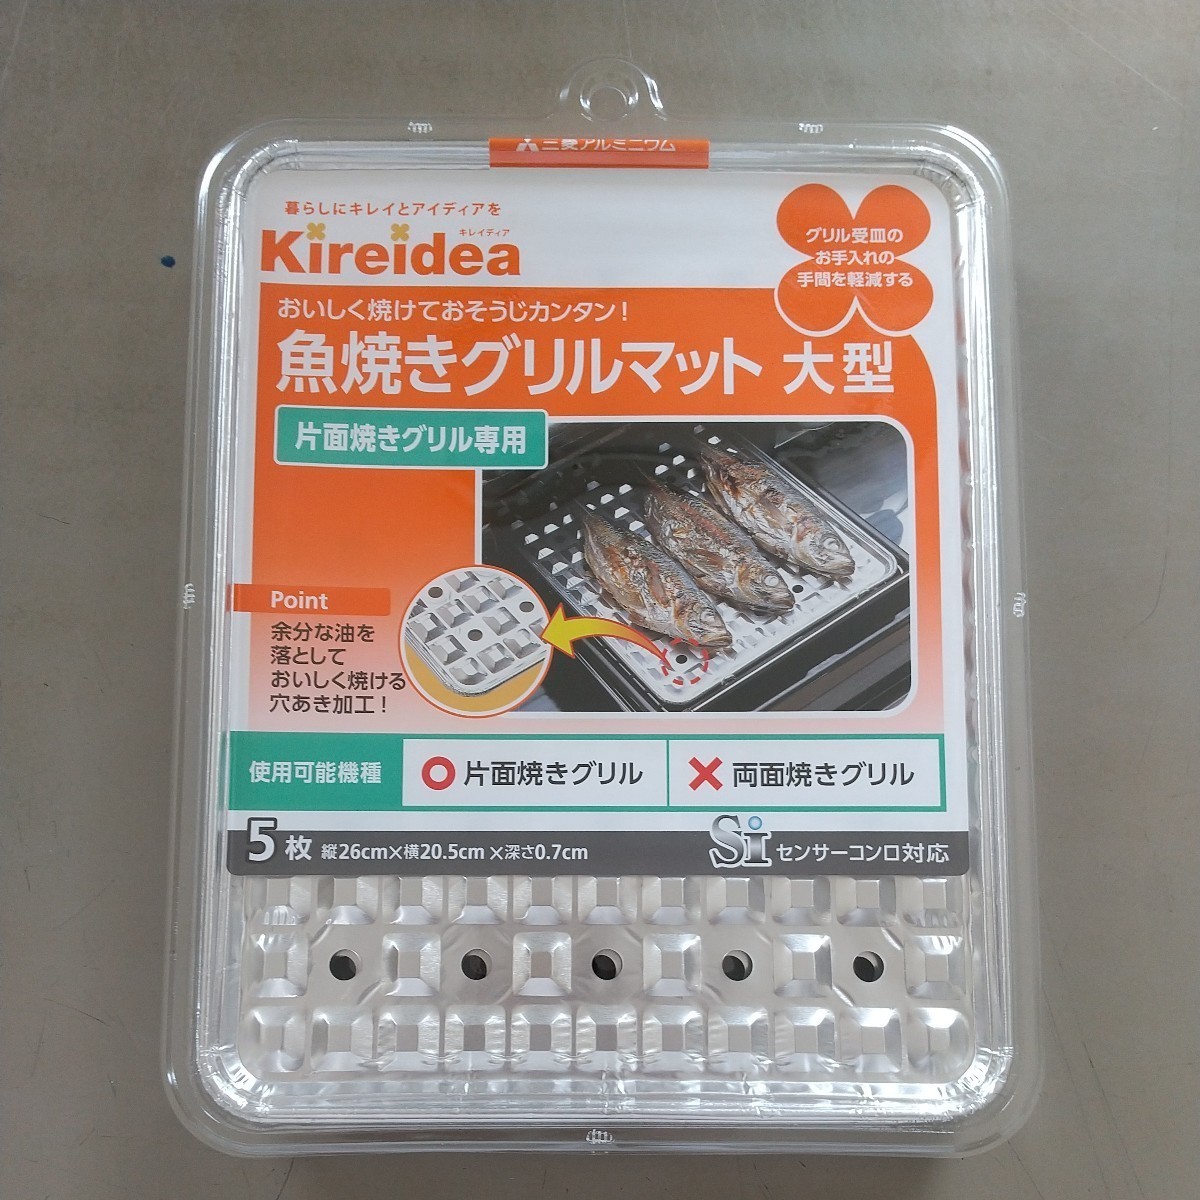 三菱アルミニウム
暮らしにキレイとアイディアを
キレイディア
Kireidea
グリル受皿の
お手入れの
手間を軽減する
おいしく焼けておそうじカンタン!
魚焼きグリルマット 大型
片面焼きグリル専用
Point
余分な油を
落として
おいしく焼ける
穴あき加工!
使用可能機種 片面焼きグリル 両面焼きグリル
5枚 縦26cm×横20.5cm×深さ0.7cm Si センサーコンロ対応